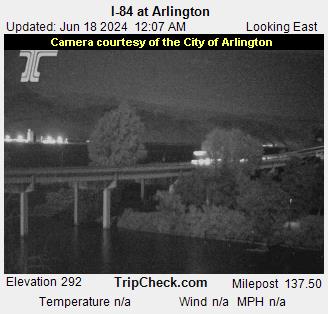 I-84 at Arlington
Updated: Jun 18 2024 12:07 AM Looking East
Camera courtesy of the City of Arlington
Elevation 292 TripCheck.com Milepost 137.50
Temperature n/a Wind n/a MPH n/a